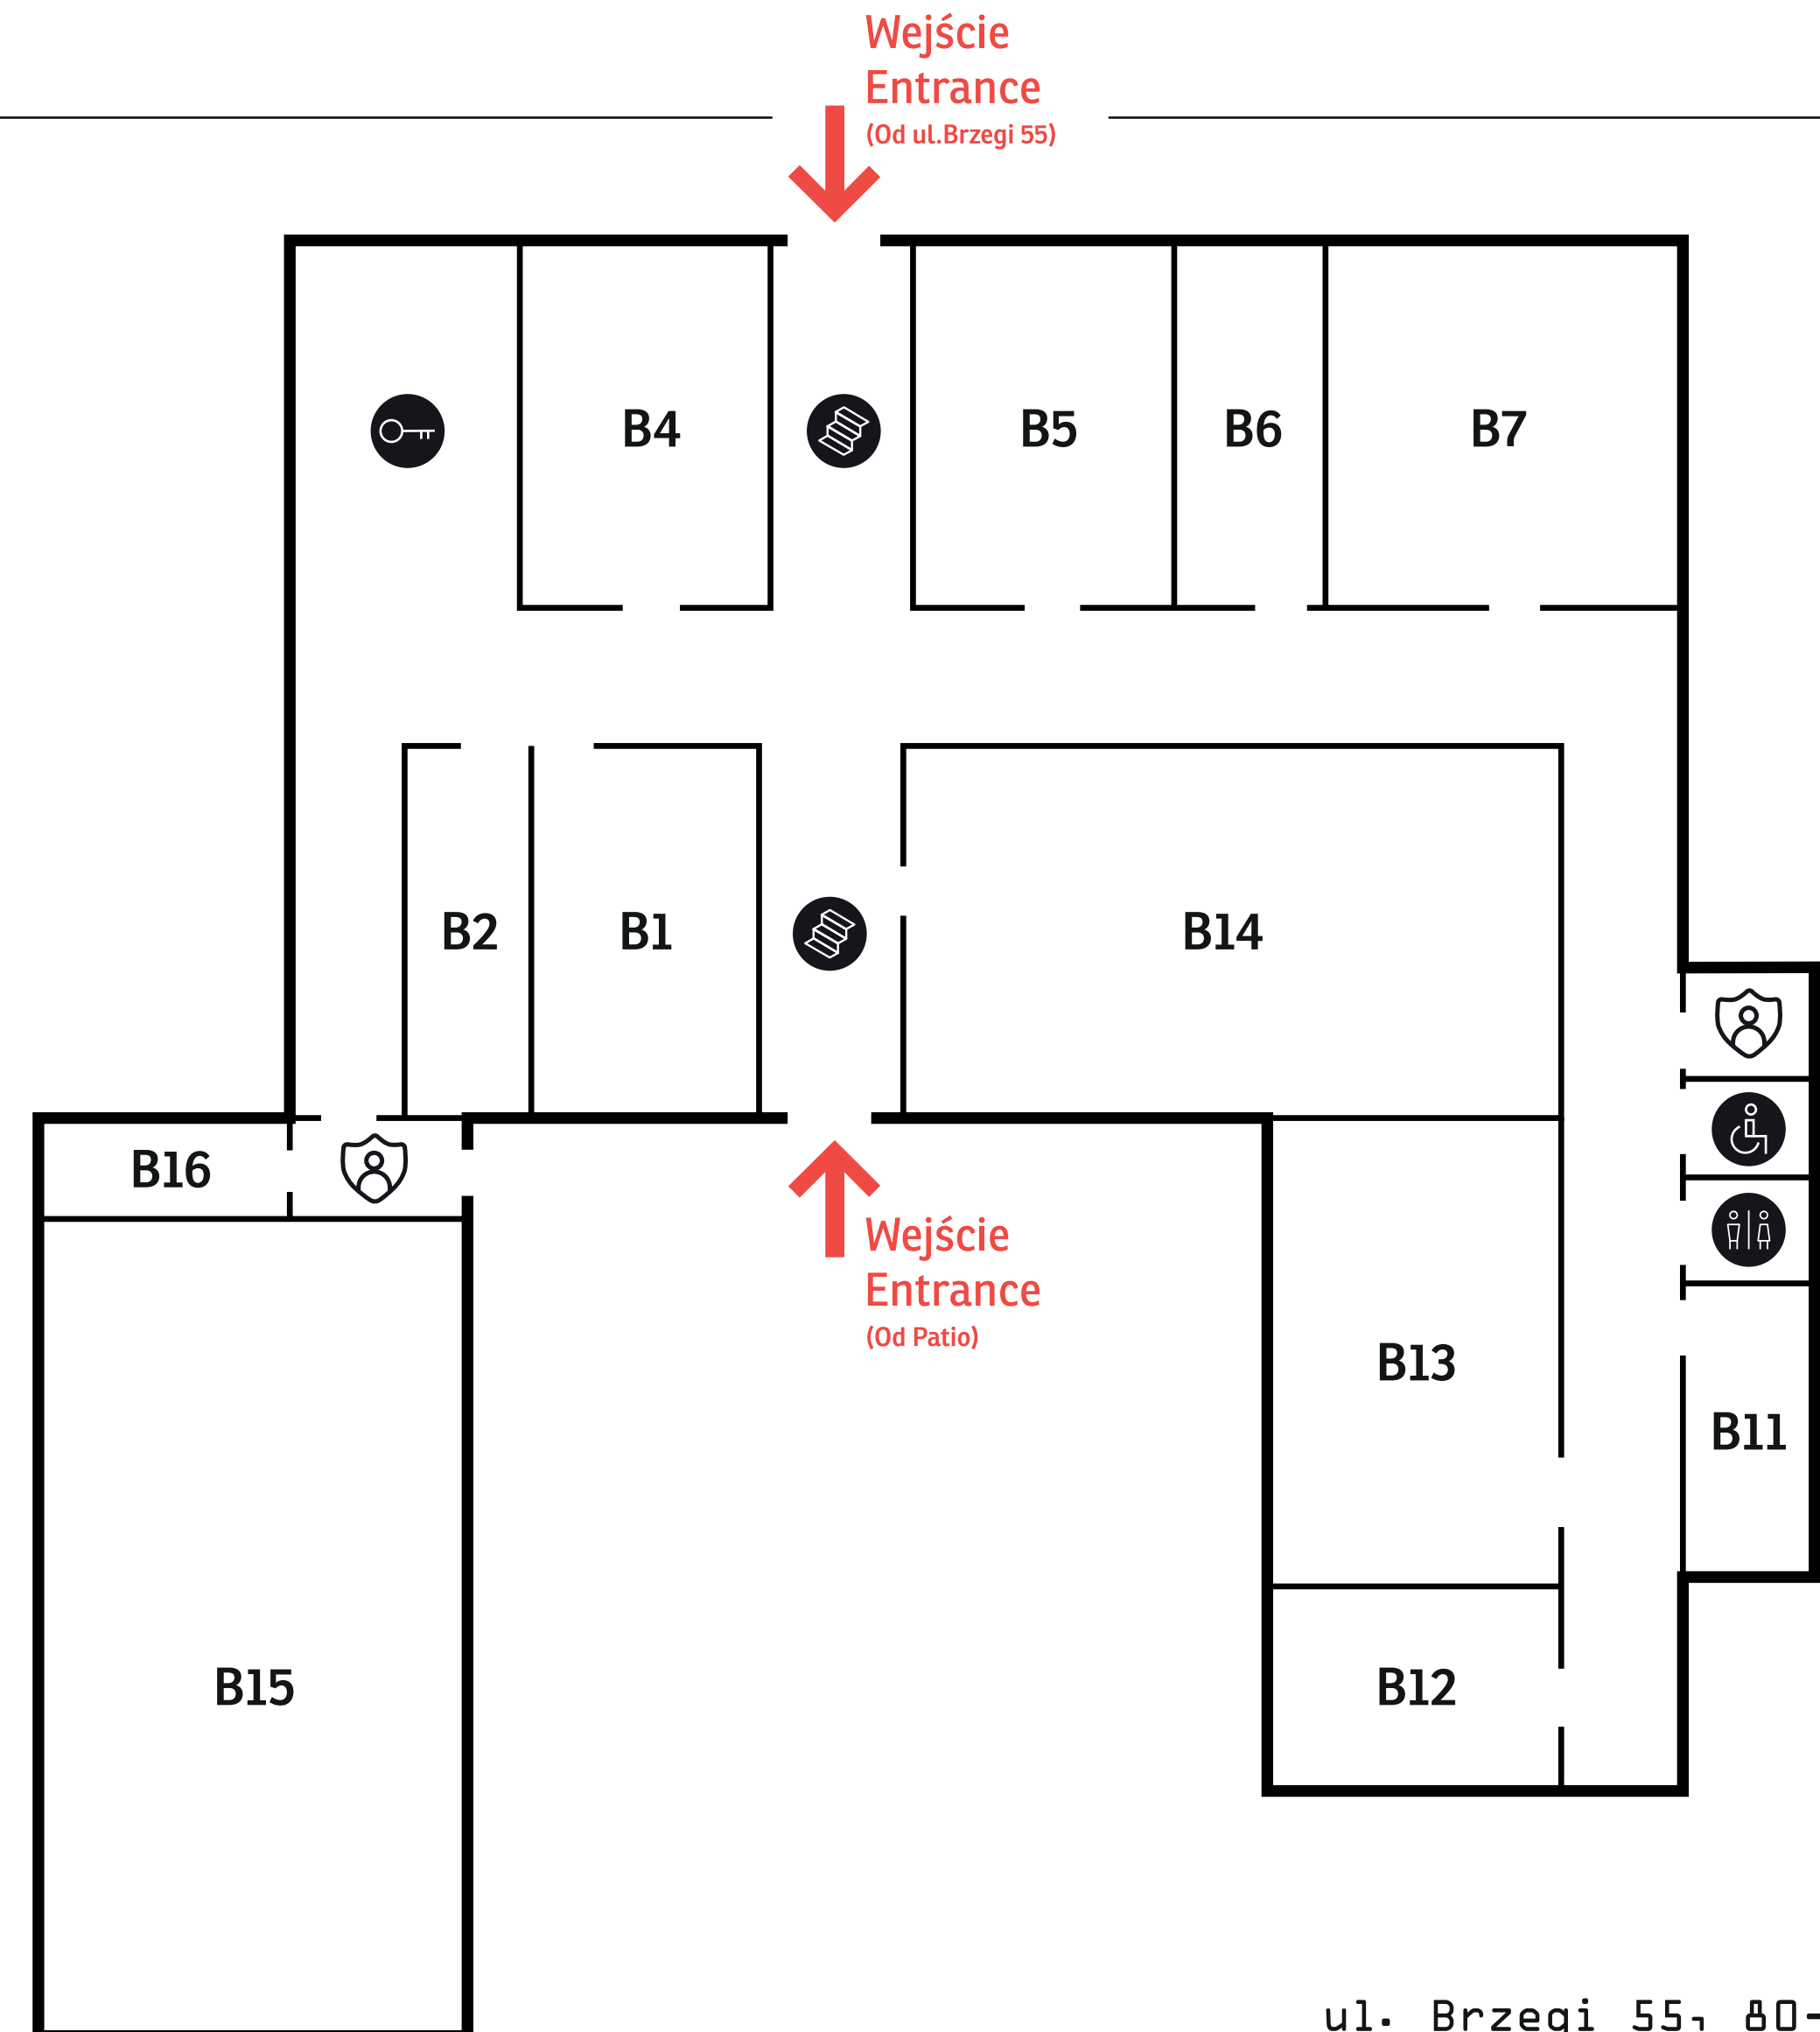 Wejście
Entrance
(Od ul.Brzegi 55)
B4
B5
B6
B7
B2
B1
B14
B16
Wejście
Entrance
(Od Patio)
B13
B11
B15
B12
ul. Brzegi 55, 80-